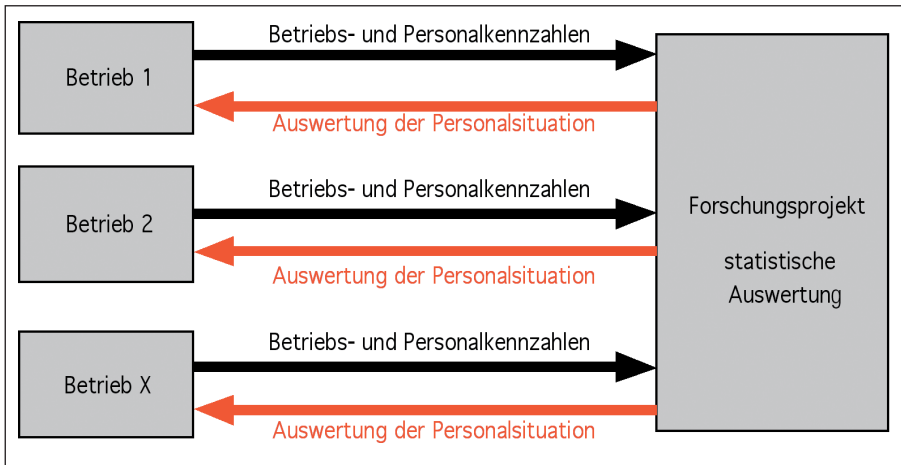 Betriebs- und Personalkennzahlen
Betrieb 1
Auswertung der Personalsituation
Betriebs- und Personalkennzahlen
Betrieb 2
Auswertung der Personalsituation
Betriebs- und Personalkennzahlen
Betrieb X
Auswertung der Personalsituation
Forschungsprojekt
statistische
Auswertung